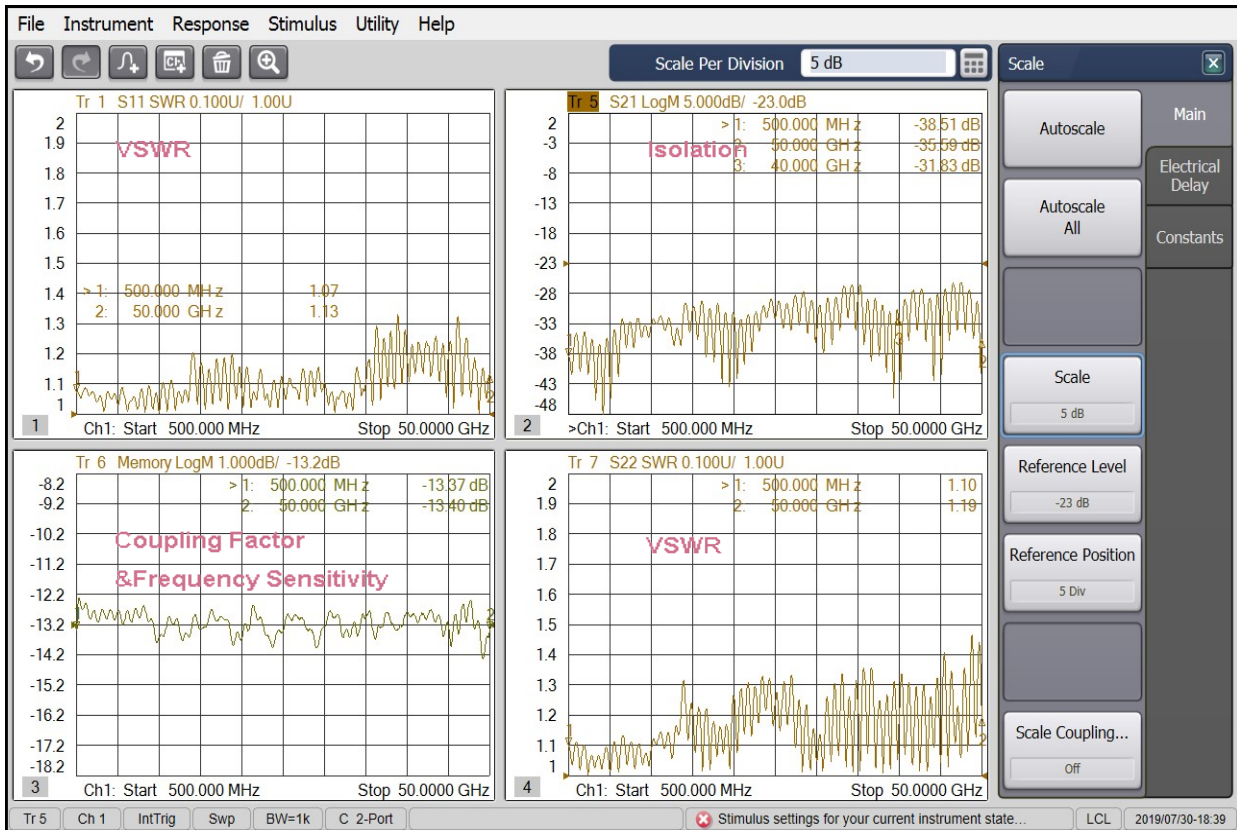 File Instrument Response Stimulus Utility Help
Scale Per Division 5 dB
Tr 1 S11 SWR 0.100U/ 1.00U
2
1.9
1.8
1.7
1.6
1.5
1.4
1.3
1.2
1.1
1
VSWR
> 1: 500.000 MHz 1.07
2: 50.000 GHz 1.13
1
2
1 Ch1: Start 500.000 MHz Stop 50.0000 GHz
Tr 5 S21 LogM 5.000dB/ -23.0dB
2
-3
-8
-13
-18
-23
-28
-33
-38
-43
-48
Isolation
> 1: 500.000 MHz -38.51 dB
2: 50.000 GHz -35.59 dB
3: 40.000 GHz -31.83 dB
3
2
2 >Ch1: Start 500.000 MHz Stop 50.0000 GHz
Tr 6 Memory LogM 1.000dB/ -13.2dB
-8.2
-9.2
-10.2
-11.2
-12.2
-13.2
-14.2
-15.2
-16.2
-17.2
-18.2
> 1: 500.000 MHz -13.37 dB
2: 50.000 GHz -13.40 dB
Coupling Factor
&Frequency Sensitivity
2
3 Ch1: Start 500.000 MHz Stop 50.0000 GHz
Tr 7 S22 SWR 0.100U/ 1.00U
2
1.9
1.8
1.7
1.6
1.5
1.4
1.3
1.2
1.1
1
> 1: 500.000 MHz 1.10
2: 50.000 GHz 1.19
VSWR
2
4 Ch1: Start 500.000 MHz Stop 50.0000 GHz
Scale
Main
Electrical
Delay
Constants
Autoscale
Autoscale
All
Scale
5 dB
Reference Level
-23 dB
Reference Position
5 Div
Scale Coupling...
Off
Tr 5 Ch 1 IntTrig Swp BW=1k C 2-Port Stimulus settings for your current instrument state... LCL 2019/07/30-18:39